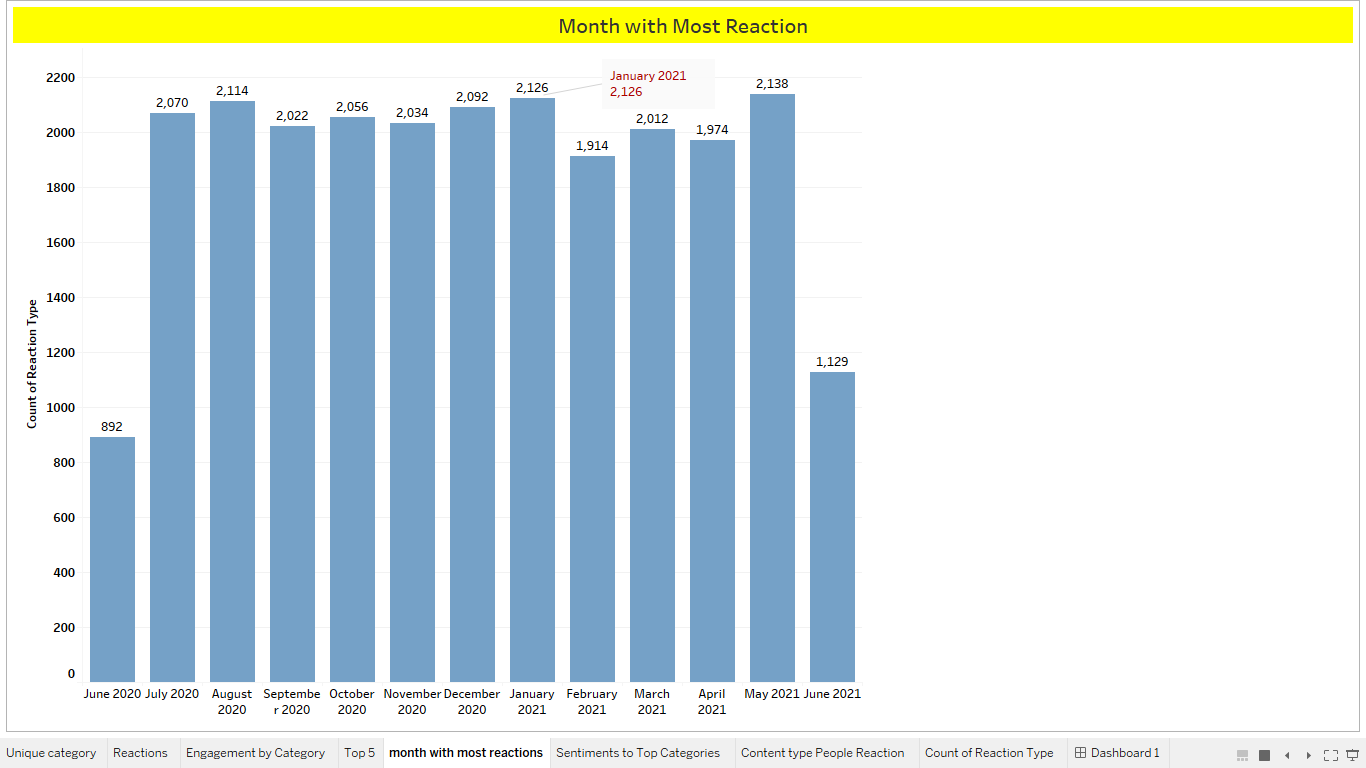 Month with Most Reaction
January 2021
2,126
2200
2000
1800
1600
1400
1200
1000
800
600
400
200
0
Count of Reaction Type
892
2,070
2,114
2,022
2,056
2,034
2,092
2,126
1,914
2,012
1,974
2,138
1,129
June 2020
July 2020
August
2020
Septembe
r 2020
October
2020
November
2020
December
2020
January
2021
February
2021
March
2021
April
2021
May 2021
June 2021
Unique category
Reactions
Engagement by Category
Top 5
month with most reactions
Sentiments to Top Categories
Content type People Reaction
Count of Reaction Type
Dashboard 1